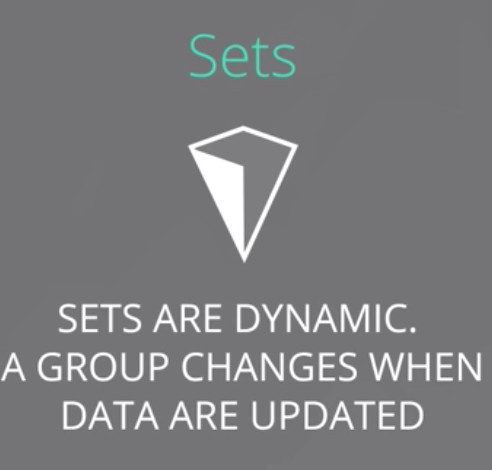 Sets
SETS ARE DYNAMIC.
A GROUP CHANGES WHEN
DATA ARE UPDATED